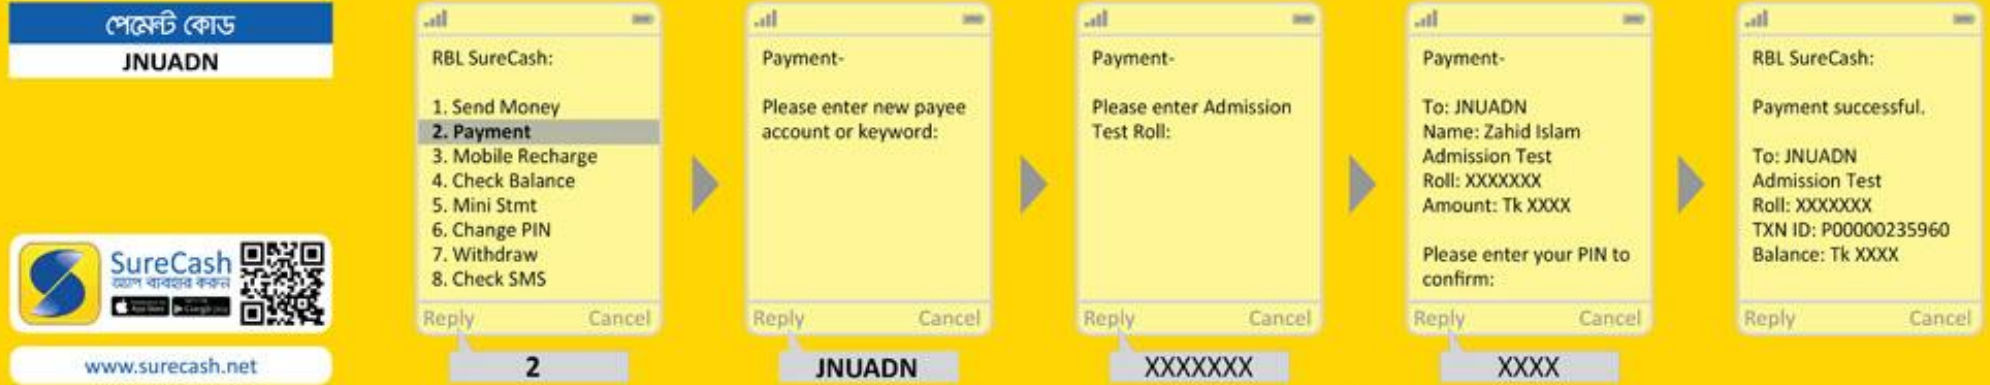 পেমেন্ট কোড
JNUADN
SureCash
অ্যাপ ব্যবহার করুন
App Store
Google play
www.surecash.net
RBL SureCash:
1. Send Money
2. Payment
3. Mobile Recharge
4. Check Balance
5. Mini Stmt
6. Change PIN
7. Withdraw
8. Check SMS
Reply Cancel
2
Payment-
Please enter new payee
account or keyword:
Reply Cancel
JNUADN
Payment-
Please enter Admission
Test Roll:
Reply Cancel
XXXXXXX
Payment-
To: JNUADN
Name: Zahid Islam
Admission Test
Roll: XXXXXXX
Amount: Tk XXXX
Please enter your PIN to
confirm:
Reply Cancel
XXXX
RBL SureCash:
Payment successful.
To: JNUADN
Admission Test
Roll: XXXXXXX
TXN ID: P00000235960
Balance: Tk XXXX
Reply Cancel